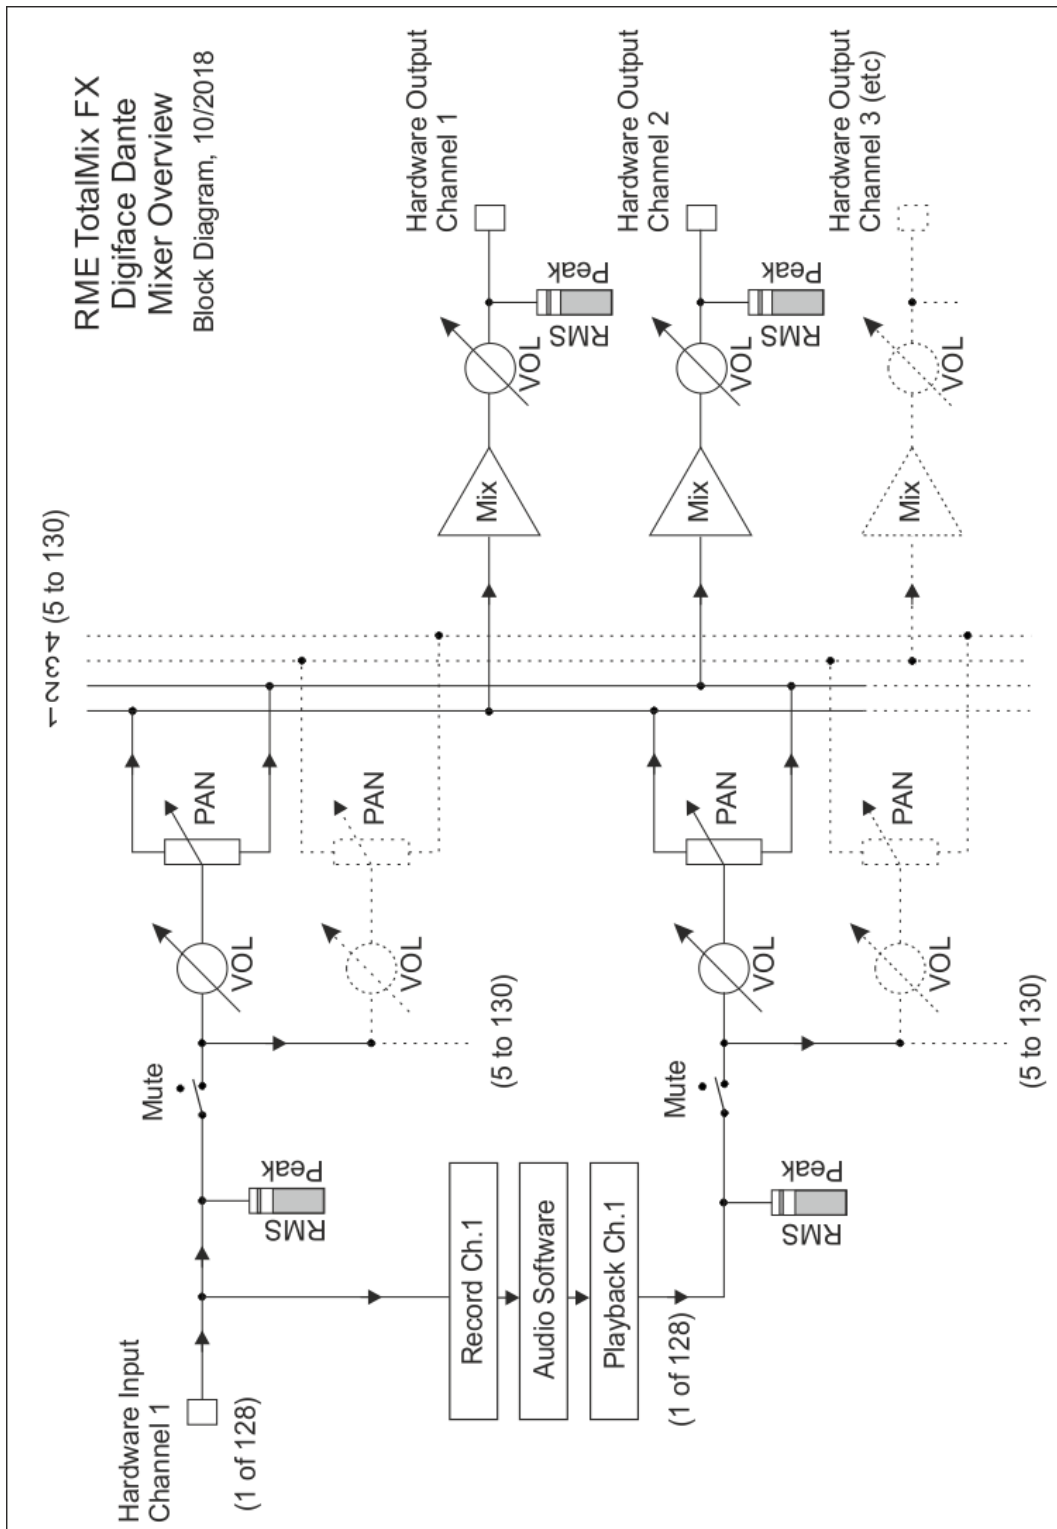 RME TotalMix FX
Digiface Dante
Mixer Overview
Block Diagram, 10/2018
Hardware Input
Channel 1
(1 of 128)
RMS
Peak
Mute
(5 to 130)
VOL
VOL
PAN
PAN
1 2 3 4 (5 to 130)
Record Ch.1
Audio Software
Playback Ch.1
(1 of 128)
RMS
Peak
Mute
(5 to 130)
VOL
VOL
PAN
PAN
Mix
VOL
RMS
Peak
Hardware Output
Channel 1
Mix
VOL
RMS
Peak
Hardware Output
Channel 2
Mix
VOL
Hardware Output
Channel 3 (etc)